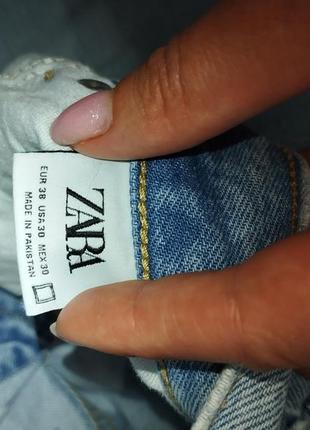 ZARA
EUR 38 USA 30 MEX 30
MADE IN PAKISTAN